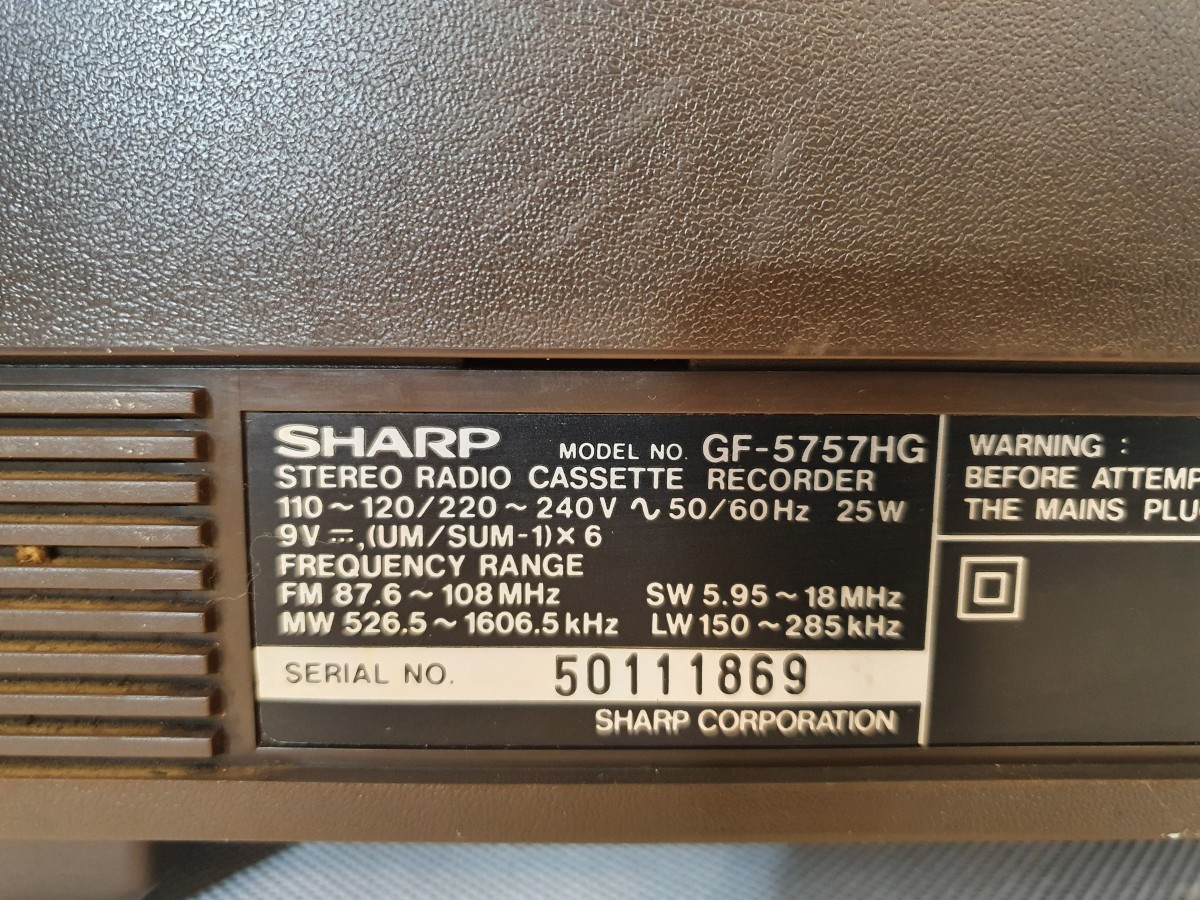 SHARP MODEL NO. GF-5757HG
STEREO RADIO CASSETTE RECORDER
110~120/220~240V ∿ 50/60Hz 25W
9V ⎓,(UM/SUM-1)×6
FREQUENCY RANGE
FM 87.6~108MHz SW 5.95~18MHz
MW 526.5~1606.5kHz LW 150~285kHz
SERIAL NO. 50111869
SHARP CORPORATION
WARNING :
BEFORE ATTEMP
THE MAINS PLU